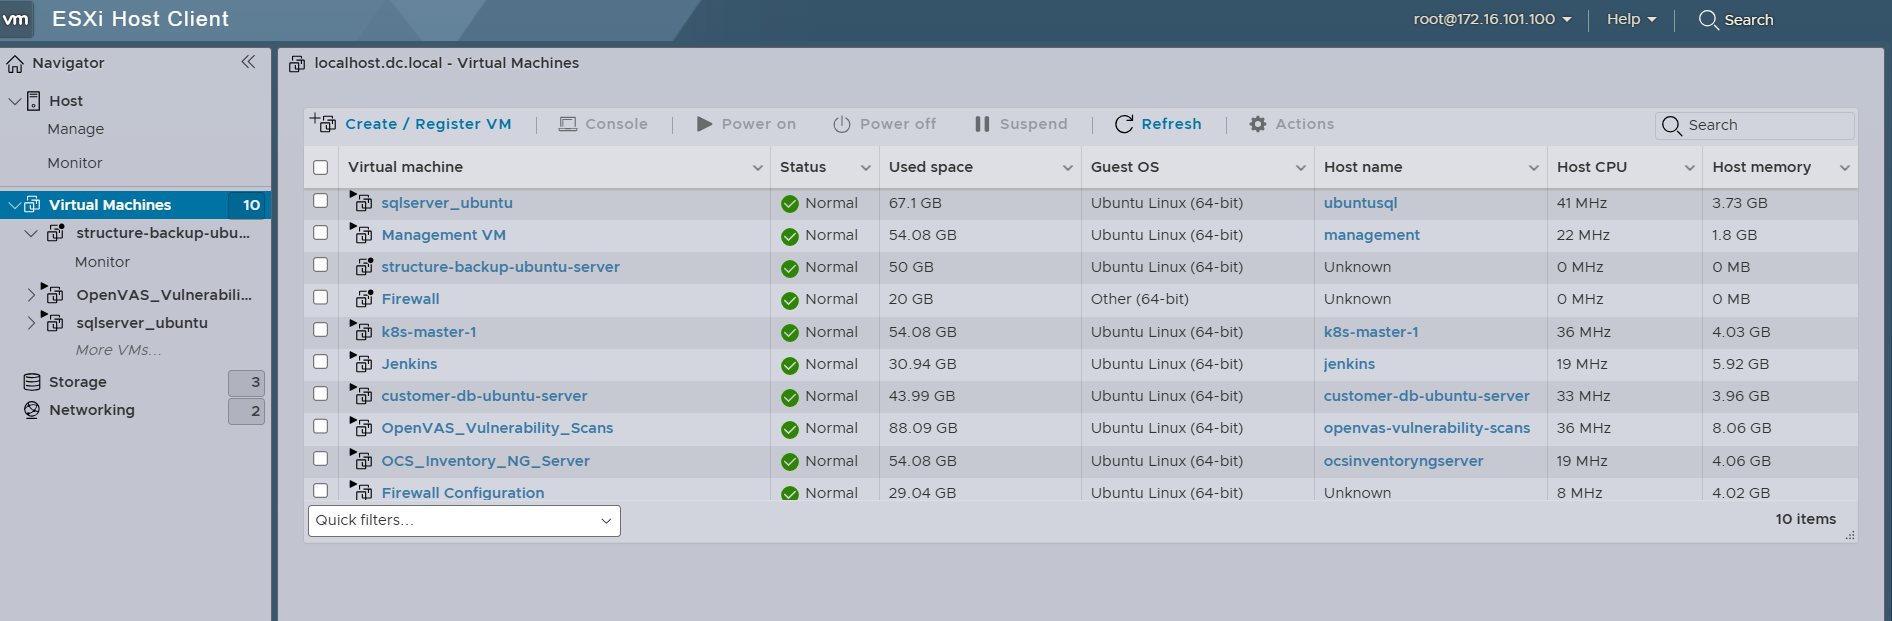 vm ESXi Host Client root@172.16.101.100 Help Search
Navigator
Host
Manage
Monitor
Virtual Machines 10
structure-backup-ubu...
Monitor
OpenVAS_Vulnerabili...
sqlserver_ubuntu
More VMs...
Storage 3
Networking 2
localhost.dc.local - Virtual Machines
Create / Register VM Console Power on Power off Suspend Refresh Actions Search
Virtual machine Status Used space Guest OS Host name Host CPU Host memory
sqlserver_ubuntu Normal 67.1 GB Ubuntu Linux (64-bit) ubuntusql 41 MHz 3.73 GB
Management VM Normal 54.08 GB Ubuntu Linux (64-bit) management 22 MHz 1.8 GB
structure-backup-ubuntu-server Normal 50 GB Ubuntu Linux (64-bit) Unknown 0 MHz 0 MB
Firewall Normal 20 GB Other (64-bit) Unknown 0 MHz 0 MB
k8s-master-1 Normal 54.08 GB Ubuntu Linux (64-bit) k8s-master-1 36 MHz 4.03 GB
Jenkins Normal 30.94 GB Ubuntu Linux (64-bit) jenkins 19 MHz 5.92 GB
customer-db-ubuntu-server Normal 43.99 GB Ubuntu Linux (64-bit) customer-db-ubuntu-server 33 MHz 3.96 GB
OpenVAS_Vulnerability_Scans Normal 88.09 GB Ubuntu Linux (64-bit) openvas-vulnerability-scans 36 MHz 8.06 GB
OCS_Inventory_NG_Server Normal 54.08 GB Ubuntu Linux (64-bit) ocsinventoryngserver 19 MHz 4.06 GB
Firewall Configuration Normal 29.04 GB Ubuntu Linux (64-bit) Unknown 8 MHz 4.02 GB
Quick filters... 10 items